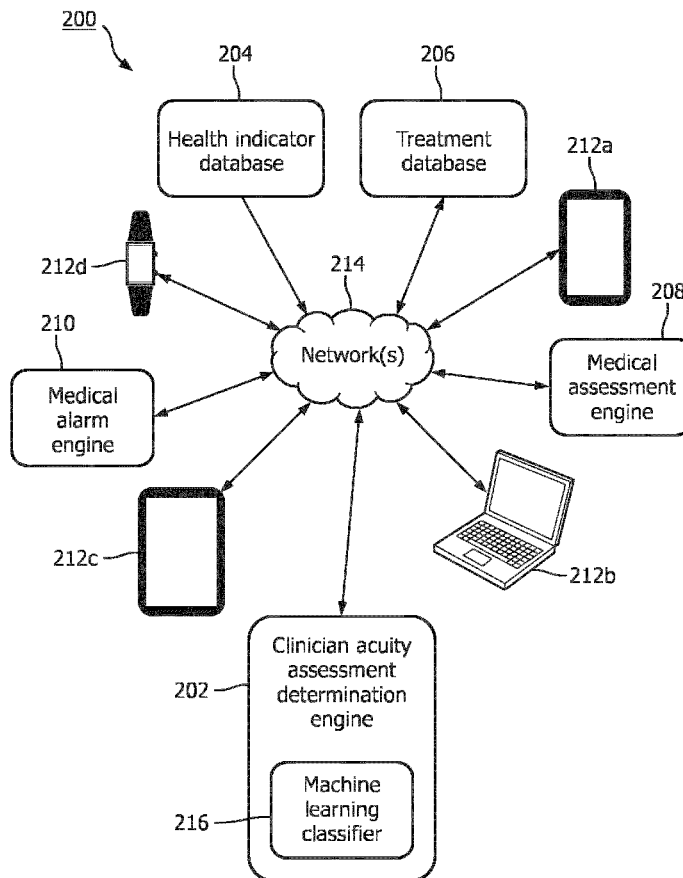 200
204
206
Health indicator
database
Treatment
database
212a
212d
214
208
210
Network(s)
Medical
alarm
engine
Medical
assessment
engine
212c
212b
Clinician acuity
assessment
determination
engine
202
Machine
learning
classifier
216